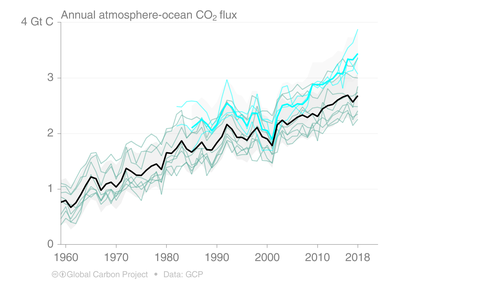 Annual atmosphere-ocean CO₂ flux
4 Gt C
3
2
1
0
1960 1970 1980 1990 2000 2010 2018
Global Carbon Project • Data: GCP